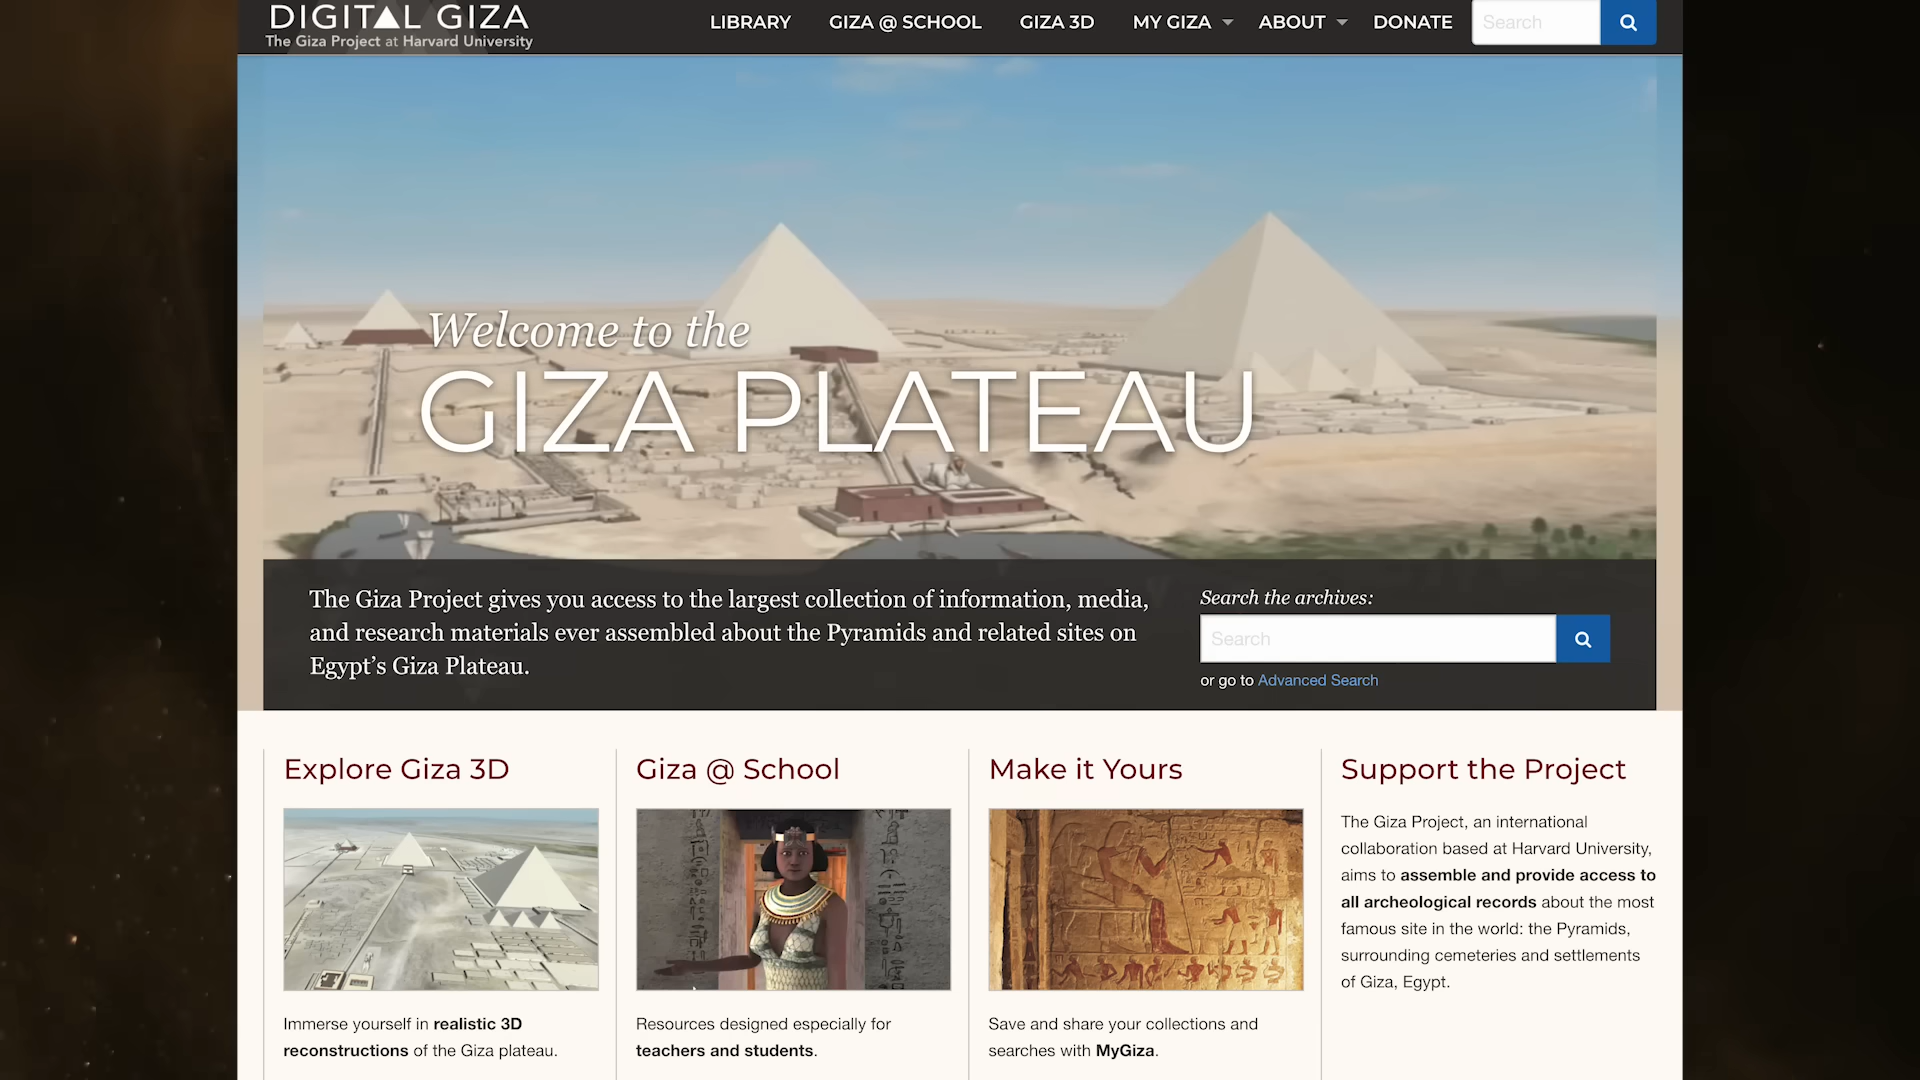 DIGITAL GIZA
The Giza Project at Harvard University
LIBRARY
GIZA @ SCHOOL
GIZA 3D
MY GIZA
ABOUT
DONATE
Search
Welcome to the
GIZA PLATEAU
The Giza Project gives you access to the largest collection of information, media,
and research materials ever assembled about the Pyramids and related sites on
Egypt’s Giza Plateau.
Search the archives:
Search
or go to Advanced Search
Explore Giza 3D
Immerse yourself in realistic 3D
reconstructions of the Giza plateau.
Giza @ School
Resources designed especially for
teachers and students.
Make it Yours
Save and share your collections and
searches with MyGiza.
Support the Project
The Giza Project, an international
collaboration based at Harvard University,
aims to assemble and provide access to
all archeological records about the most
famous site in the world: the Pyramids,
surrounding cemeteries and settlements
of Giza, Egypt.